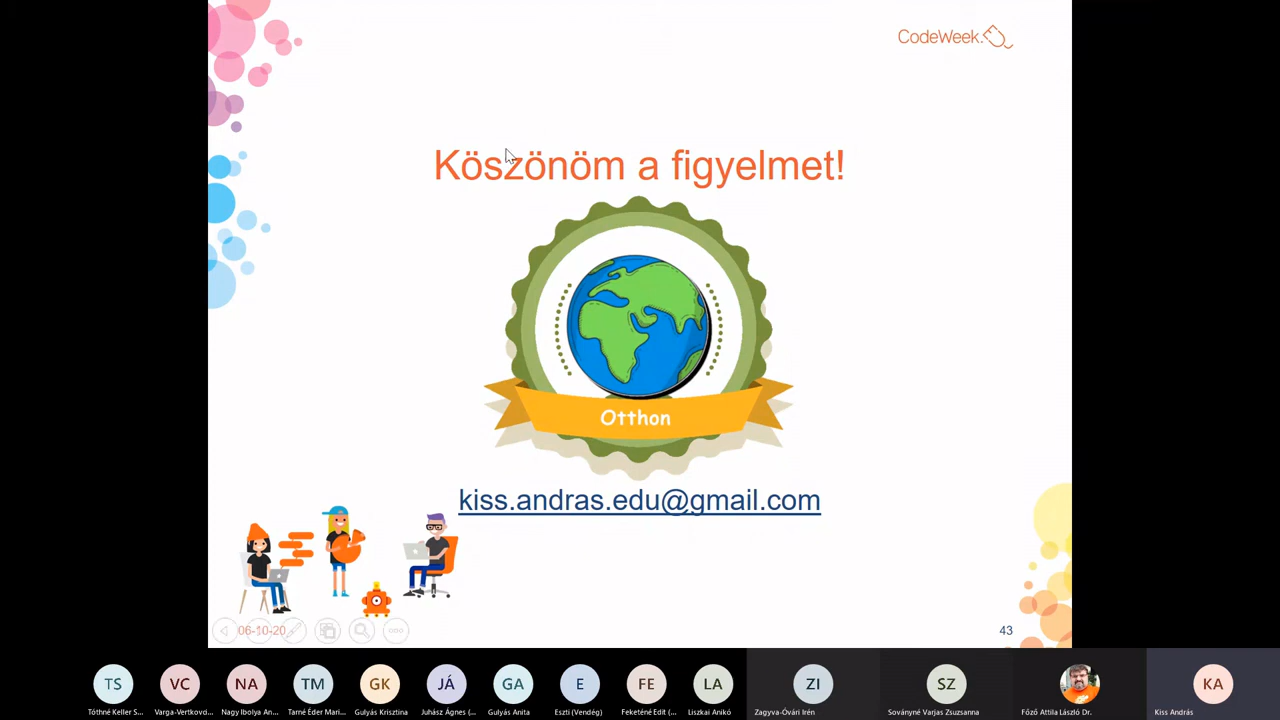 CodeWeek
Köszönöm a figyelmet!
Otthon
kiss.andras.edu@gmail.com
06-10-20
43
TS
VC
NA
TM
GK
JÁ
GA
E
FE
LA
ZI
SZ
KA
Tóthné Keller S...
Varga-Vertkovci...
Nagy Ibolya An...
Tarné Éder Mari...
Gulyás Krisztina
Juhász Ágnes (...
Gulyás Anita
Eszti (Vendég)
Feketéné Edit (...
Liszkai Anikó
Zagyva-Óvári Irén
Soványné Varjas Zsuzsanna
Főző Attila László Dr.
Kiss András